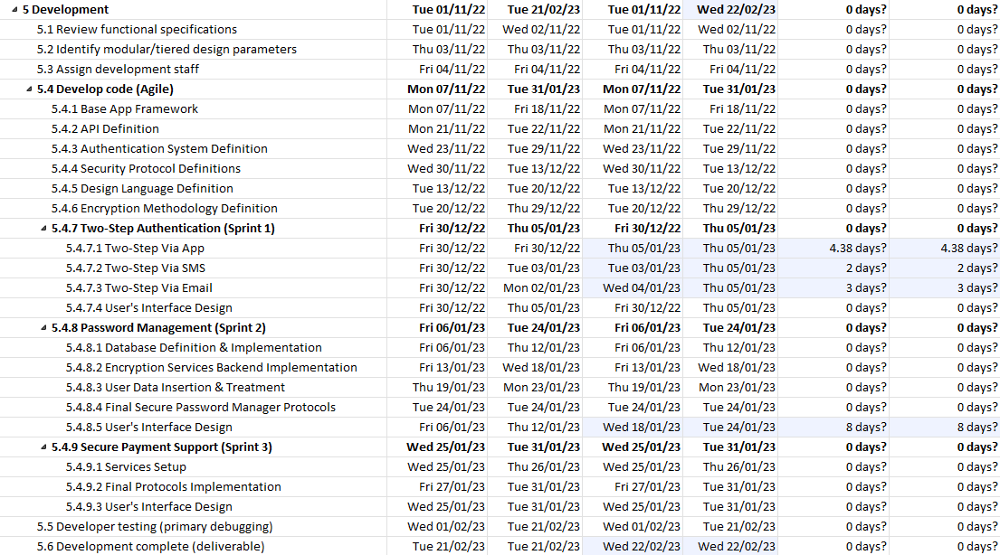 5 Development Tue 01/11/22 Tue 21/02/23 Tue 01/11/22 Wed 22/02/23 0 days? 0 days?
5.1 Review functional specifications Tue 01/11/22 Wed 02/11/22 Tue 01/11/22 Wed 02/11/22 0 days? 0 days?
5.2 Identify modular/tiered design parameters Thu 03/11/22 Thu 03/11/22 Thu 03/11/22 Thu 03/11/22 0 days? 0 days?
5.3 Assign development staff Fri 04/11/22 Fri 04/11/22 Fri 04/11/22 Fri 04/11/22 0 days? 0 days?
5.4 Develop code (Agile) Mon 07/11/22 Tue 31/01/23 Mon 07/11/22 Tue 31/01/23 0 days? 0 days?
5.4.1 Base App Framework Mon 07/11/22 Fri 18/11/22 Mon 07/11/22 Fri 18/11/22 0 days? 0 days?
5.4.2 API Definition Mon 21/11/22 Tue 22/11/22 Mon 21/11/22 Tue 22/11/22 0 days? 0 days?
5.4.3 Authentication System Definition Wed 23/11/22 Tue 29/11/22 Wed 23/11/22 Tue 29/11/22 0 days? 0 days?
5.4.4 Security Protocol Definitions Wed 30/11/22 Tue 13/12/22 Wed 30/11/22 Tue 13/12/22 0 days? 0 days?
5.4.5 Design Language Definition Tue 13/12/22 Tue 20/12/22 Tue 13/12/22 Tue 20/12/22 0 days? 0 days?
5.4.6 Encryption Methodology Definition Tue 20/12/22 Thu 29/12/22 Tue 20/12/22 Thu 29/12/22 0 days? 0 days?
5.4.7 Two-Step Authentication (Sprint 1) Fri 30/12/22 Thu 05/01/23 Fri 30/12/22 Thu 05/01/23 0 days? 0 days?
5.4.7.1 Two-Step Via App Fri 30/12/22 Fri 30/12/22 Thu 05/01/23 Thu 05/01/23 4.38 days? 4.38 days?
5.4.7.2 Two-Step Via SMS Fri 30/12/22 Tue 03/01/23 Tue 03/01/23 Thu 05/01/23 2 days? 2 days?
5.4.7.3 Two-Step Via Email Fri 30/12/22 Mon 02/01/23 Wed 04/01/23 Thu 05/01/23 3 days? 3 days?
5.4.7.4 User's Interface Design Fri 30/12/22 Thu 05/01/23 Fri 30/12/22 Thu 05/01/23 0 days? 0 days?
5.4.8 Password Management (Sprint 2) Fri 06/01/23 Tue 24/01/23 Fri 06/01/23 Tue 24/01/23 0 days? 0 days?
5.4.8.1 Database Definition & Implementation Fri 06/01/23 Thu 12/01/23 Fri 06/01/23 Thu 12/01/23 0 days? 0 days?
5.4.8.2 Encryption Services Backend Implementation Fri 13/01/23 Wed 18/01/23 Fri 13/01/23 Wed 18/01/23 0 days? 0 days?
5.4.8.3 User Data Insertion & Treatment Thu 19/01/23 Mon 23/01/23 Thu 19/01/23 Mon 23/01/23 0 days? 0 days?
5.4.8.4 Final Secure Password Manager Protocols Tue 24/01/23 Tue 24/01/23 Tue 24/01/23 Tue 24/01/23 0 days? 0 days?
5.4.8.5 User's Interface Design Fri 06/01/23 Thu 12/01/23 Wed 18/01/23 Tue 24/01/23 8 days? 8 days?
5.4.9 Secure Payment Support (Sprint 3) Wed 25/01/23 Tue 31/01/23 Wed 25/01/23 Tue 31/01/23 0 days? 0 days?
5.4.9.1 Services Setup Wed 25/01/23 Thu 26/01/23 Wed 25/01/23 Thu 26/01/23 0 days? 0 days?
5.4.9.2 Final Protocols Implementation Fri 27/01/23 Tue 31/01/23 Fri 27/01/23 Tue 31/01/23 0 days? 0 days?
5.4.9.3 User's Interface Design Wed 25/01/23 Tue 31/01/23 Wed 25/01/23 Tue 31/01/23 0 days? 0 days?
5.5 Developer testing (primary debugging) Wed 01/02/23 Tue 21/02/23 Wed 01/02/23 Tue 21/02/23 0 days? 0 days?
5.6 Development complete (deliverable) Tue 21/02/23 Tue 21/02/23 Wed 22/02/23 Wed 22/02/23 0 days? 0 days?